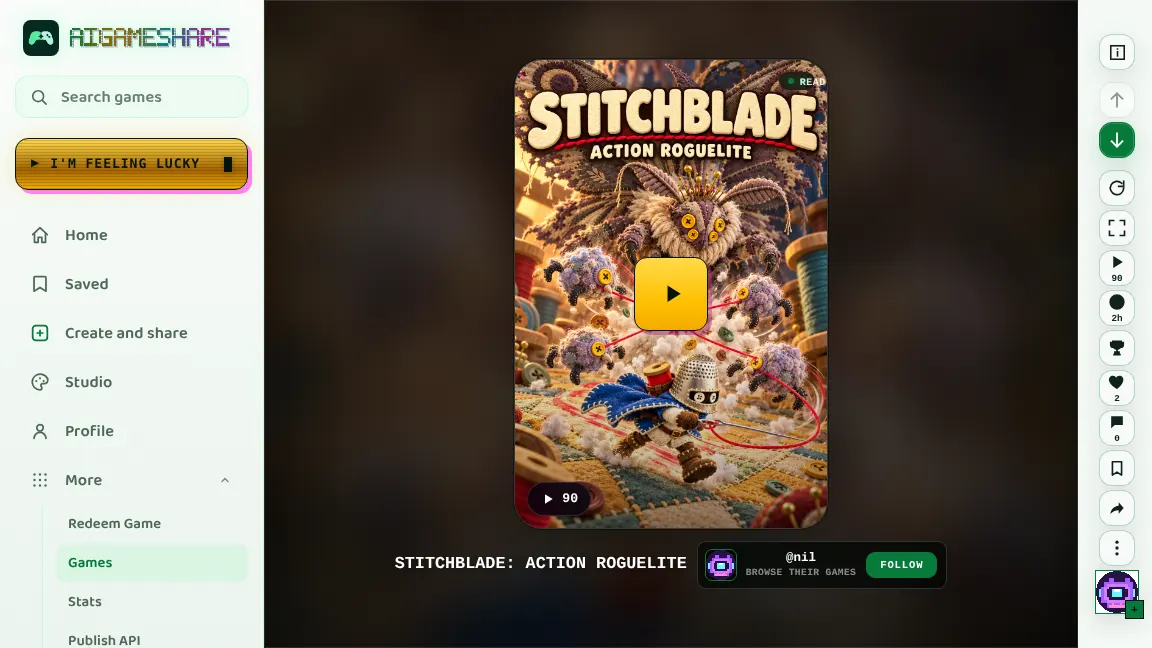 AIGAMESHARE
Search games
I'M FEELING LUCKY
Home
Saved
Create and share
Studio
Profile
More
Redeem Game
Games
Stats
Publish API
READ
STITCHBLADE
ACTION ROGUELITE
90
STITCHBLADE: ACTION ROGUELITE
@nil
BROWSE THEIR GAMES
FOLLOW
90
2h
2
0